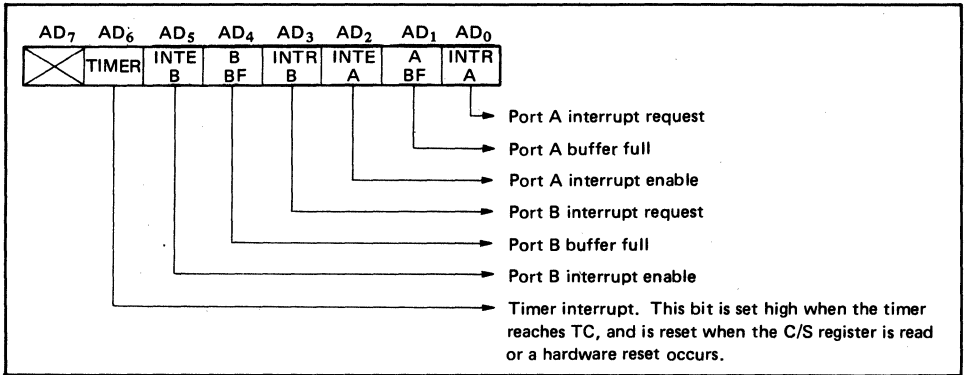 AD7 AD6 AD5 AD4 AD3 AD2 AD1 AD0
TIMER INTE B B BF INTR B INTE A A BF INTR A
Port A interrupt request
Port A buffer full
Port A interrupt enable
Port B interrupt request
Port B buffer full
Port B interrupt enable
Timer interrupt. This bit is set high when the timer
reaches TC, and is reset when the C/S register is read
or a hardware reset occurs.